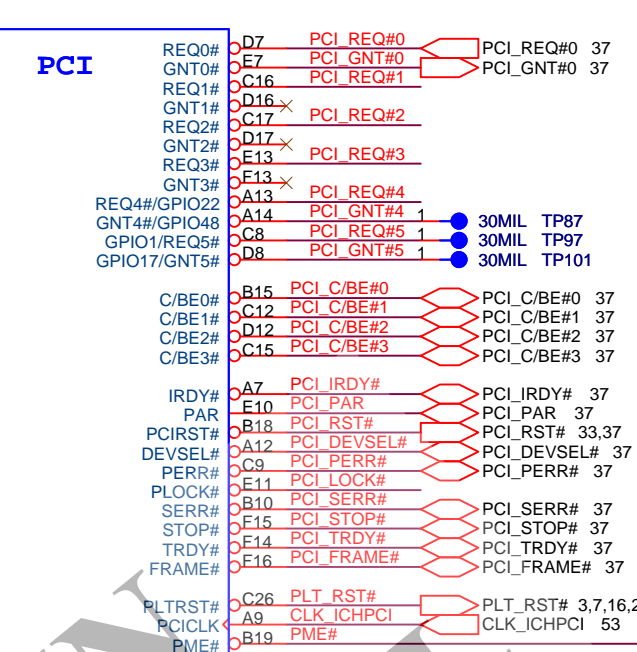 PCI
REQ0# D7 PCI_REQ#0 PCI_REQ#0 37
GNT0# E7 PCI_GNT#0 PCI_GNT#0 37
REQ1# C16 PCI_REQ#1
GNT1# D16
REQ2# C17 PCI_REQ#2
GNT2# D17
REQ3# E13 PCI_REQ#3
GNT3# F13
REQ4#/GPIO22 A13 PCI_REQ#4
GNT4#/GPIO48 A14 PCI_GNT#4 1 30MIL TP87
GPIO1/REQ5# C8 PCI_REQ#5 1 30MIL TP97
GPIO17/GNT5# D8 PCI_GNT#5 1 30MIL TP101
C/BE0# B15 PCI_C/BE#0 PCI_C/BE#0 37
C/BE1# C12 PCI_C/BE#1 PCI_C/BE#1 37
C/BE2# D12 PCI_C/BE#2 PCI_C/BE#2 37
C/BE3# C15 PCI_C/BE#3 PCI_C/BE#3 37
IRDY# A7 PCI_IRDY# PCI_IRDY# 37
PAR E10 PCI_PAR PCI_PAR 37
PCIRST# B18 PCI_RST# PCI_RST# 33,37
DEVSEL# A12 PCI_DEVSEL# PCI_DEVSEL# 37
PERR# C9 PCI_PERR# PCI_PERR# 37
PLOCK# E11 PCI_LOCK#
SERR# B10 PCI_SERR# PCI_SERR# 37
STOP# F15 PCI_STOP# PCI_STOP# 37
TRDY# F14 PCI_TRDY# PCI_TRDY# 37
FRAME# F16 PCI_FRAME# PCI_FRAME# 37
PLTRST# C26 PLT_RST# PLT_RST# 3,7,16,2
PCICLK A9 CLK_ICHPCI CLK_ICHPCI 53
PME# B19 PME#